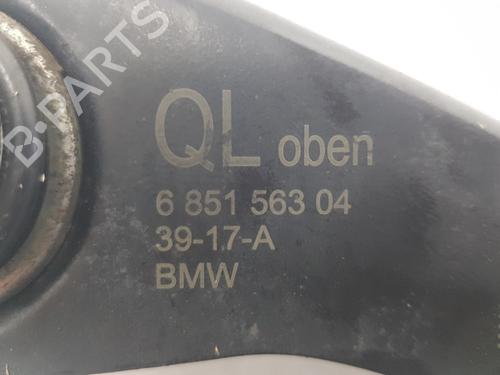 B-PARTS
QL oben
6 851 563 04
39-17-A
BMW